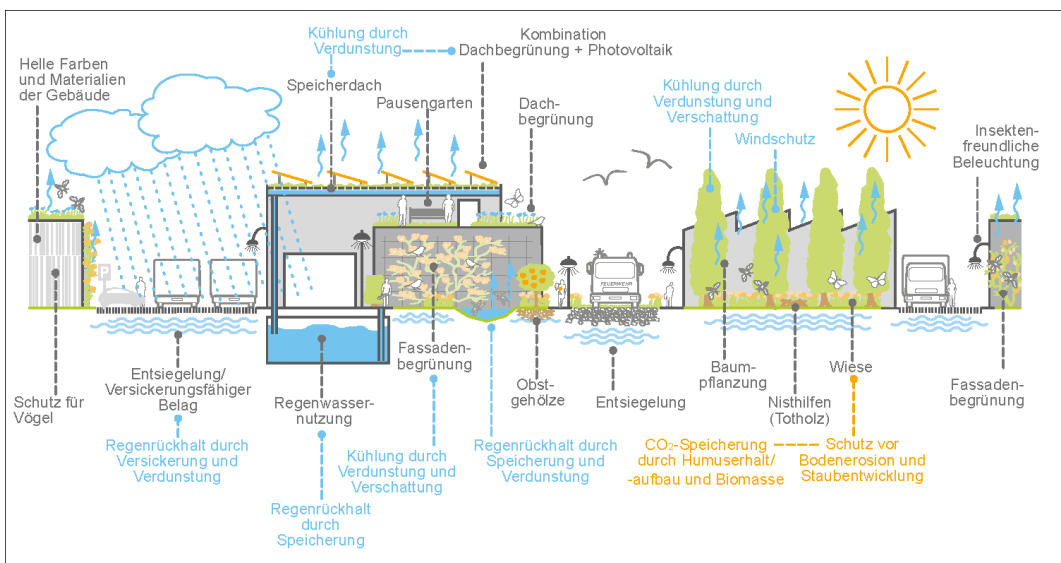 Kühlung durch
Verdunstung
Kombination
Dachbegrünung + Photovoltaik
Helle Farben
und Materialien
der Gebäude
Speicherdach
Pausengarten
Dach-
begrünung
Kühlung durch
Verdunstung und
Verschattung
Windschutz
Insekten-
freundliche
Beleuchtung
P
FEUERWEHR
Schutz für
Vögel
Entsiegelung/
Versickerungsfähiger
Belag
Regenrückhalt durch
Versickerung und
Verdunstung
Regenwasser-
nutzung
Regenrückhalt
durch
Speicherung
Fassaden-
begrünung
Kühlung durch
Verdunstung und
Verschattung
Regenrückhalt durch
Speicherung und
Verdunstung
Obst-
gehölze
Entsiegelung
Baum-
pflanzung
Nisthilfen
(Totholz)
Wiese
CO₂-Speicherung
durch Humuserhalt/
-aufbau und Biomasse
Schutz vor
Bodenerosion und
Staubentwicklung
Fassaden-
begrünung